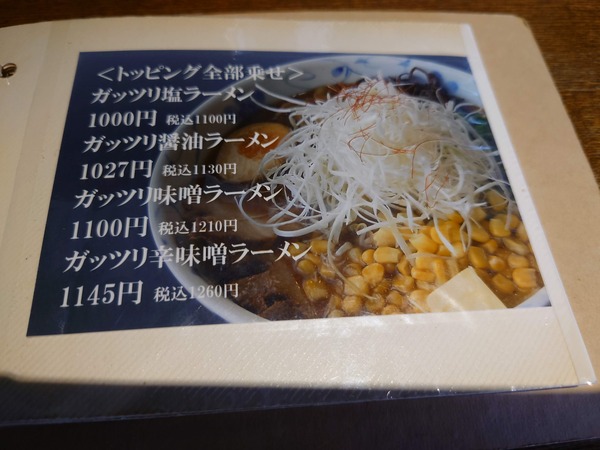 ＜トッピング全部乗せ＞
ガッツリ塩ラーメン
1000円 税込1100円
ガッツリ醤油ラーメン
1027円 税込1130円
ガッツリ味噌ラーメン
1100円 税込1210円
ガッツリ辛味噌ラーメン
1145円 税込1260円